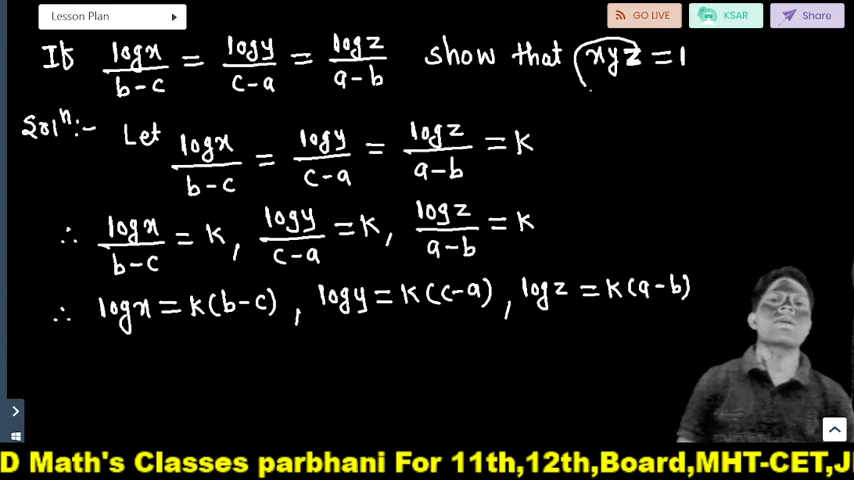 Lesson Plan
GO LIVE
KSAR
Share
If logx/b-c = logy/c-a = logz/a-b show that xyz = 1
Solⁿ:- Let logx/b-c = logy/c-a = logz/a-b = K
∴ logx/b-c = K, logy/c-a = K, logz/a-b = K
∴ logx = K(b-c), logy = K(c-a), logz = K(a-b)
D Math's Classes parbhani For 11th,12th,Board,MHT-CET,